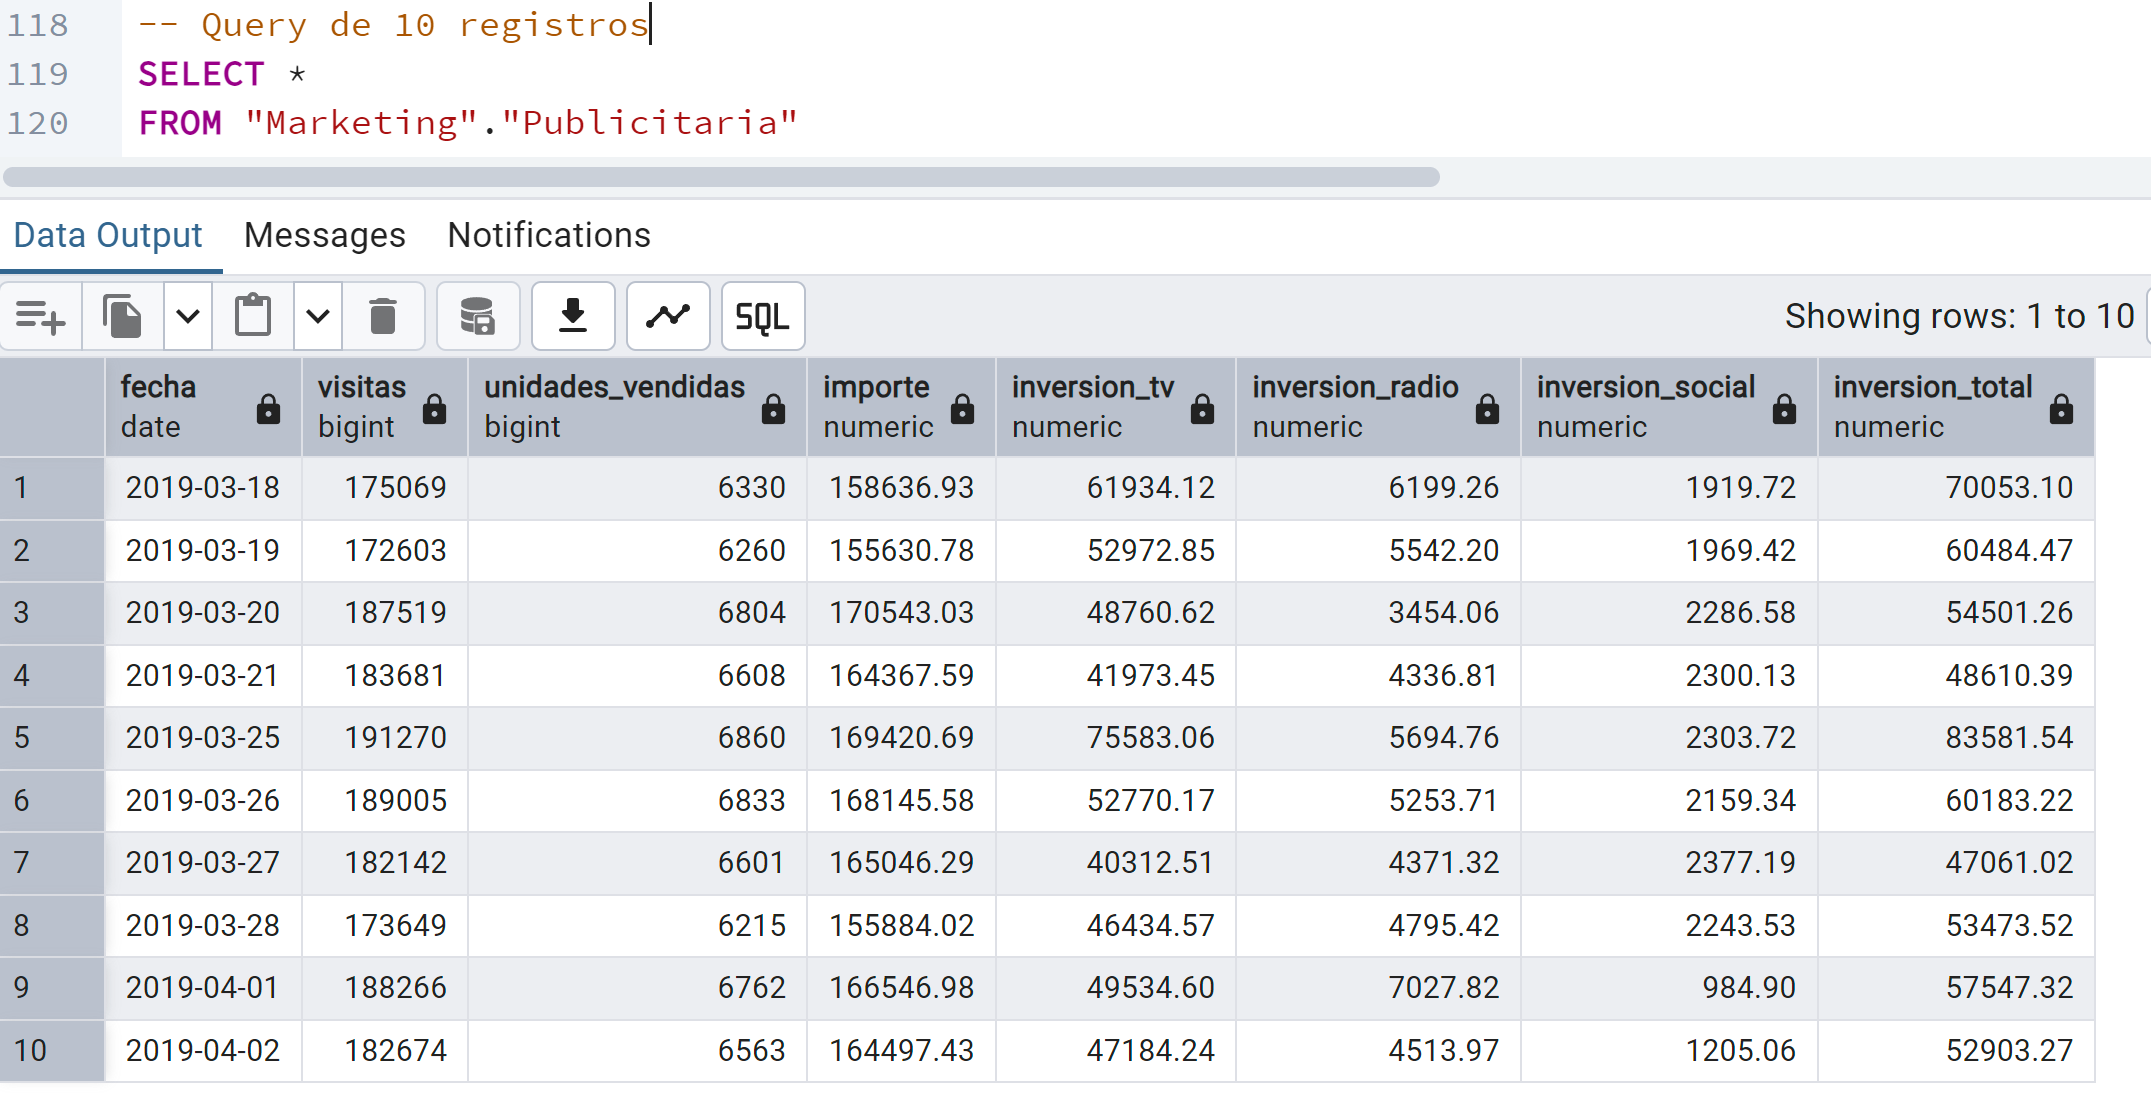 118 -- Query de 10 registros
119 SELECT *
120 FROM "Marketing"."Publicitaria"
Data Output Messages Notifications
SQL Showing rows: 1 to 10
fecha visitas unidades_vendidas importe inversion_tv inversion_radio inversion_social inversion_total
date bigint bigint numeric numeric numeric numeric numeric
1 2019-03-18 175069 6330 158636.93 61934.12 6199.26 1919.72 70053.10
2 2019-03-19 172603 6260 155630.78 52972.85 5542.20 1969.42 60484.47
3 2019-03-20 187519 6804 170543.03 48760.62 3454.06 2286.58 54501.26
4 2019-03-21 183681 6608 164367.59 41973.45 4336.81 2300.13 48610.39
5 2019-03-25 191270 6860 169420.69 75583.06 5694.76 2303.72 83581.54
6 2019-03-26 189005 6833 168145.58 52770.17 5253.71 2159.34 60183.22
7 2019-03-27 182142 6601 165046.29 40312.51 4371.32 2377.19 47061.02
8 2019-03-28 173649 6215 155884.02 46434.57 4795.42 2243.53 53473.52
9 2019-04-01 188266 6762 166546.98 49534.60 7027.82 984.90 57547.32
10 2019-04-02 182674 6563 164497.43 47184.24 4513.97 1205.06 52903.27